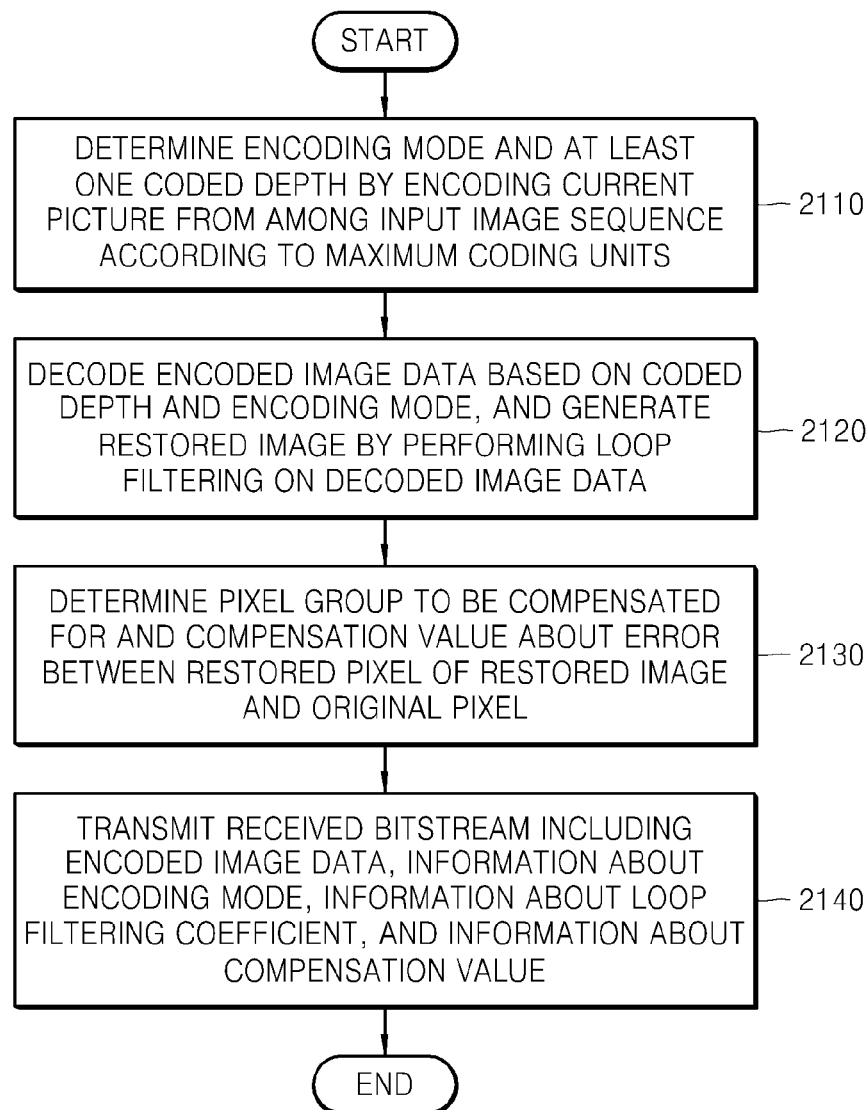 START
DETERMINE ENCODING MODE AND AT LEAST
ONE CODED DEPTH BY ENCODING CURRENT
PICTURE FROM AMONG INPUT IMAGE SEQUENCE
ACCORDING TO MAXIMUM CODING UNITS
2110
DECODE ENCODED IMAGE DATA BASED ON CODED
DEPTH AND ENCODING MODE, AND GENERATE
RESTORED IMAGE BY PERFORMING LOOP
FILTERING ON DECODED IMAGE DATA
2120
DETERMINE PIXEL GROUP TO BE COMPENSATED
FOR AND COMPENSATION VALUE ABOUT ERROR
BETWEEN RESTORED PIXEL OF RESTORED IMAGE
AND ORIGINAL PIXEL
2130
TRANSMIT RECEIVED BITSTREAM INCLUDING
ENCODED IMAGE DATA, INFORMATION ABOUT
ENCODING MODE, INFORMATION ABOUT LOOP
FILTERING COEFFICIENT, AND INFORMATION ABOUT
COMPENSATION VALUE
2140
END